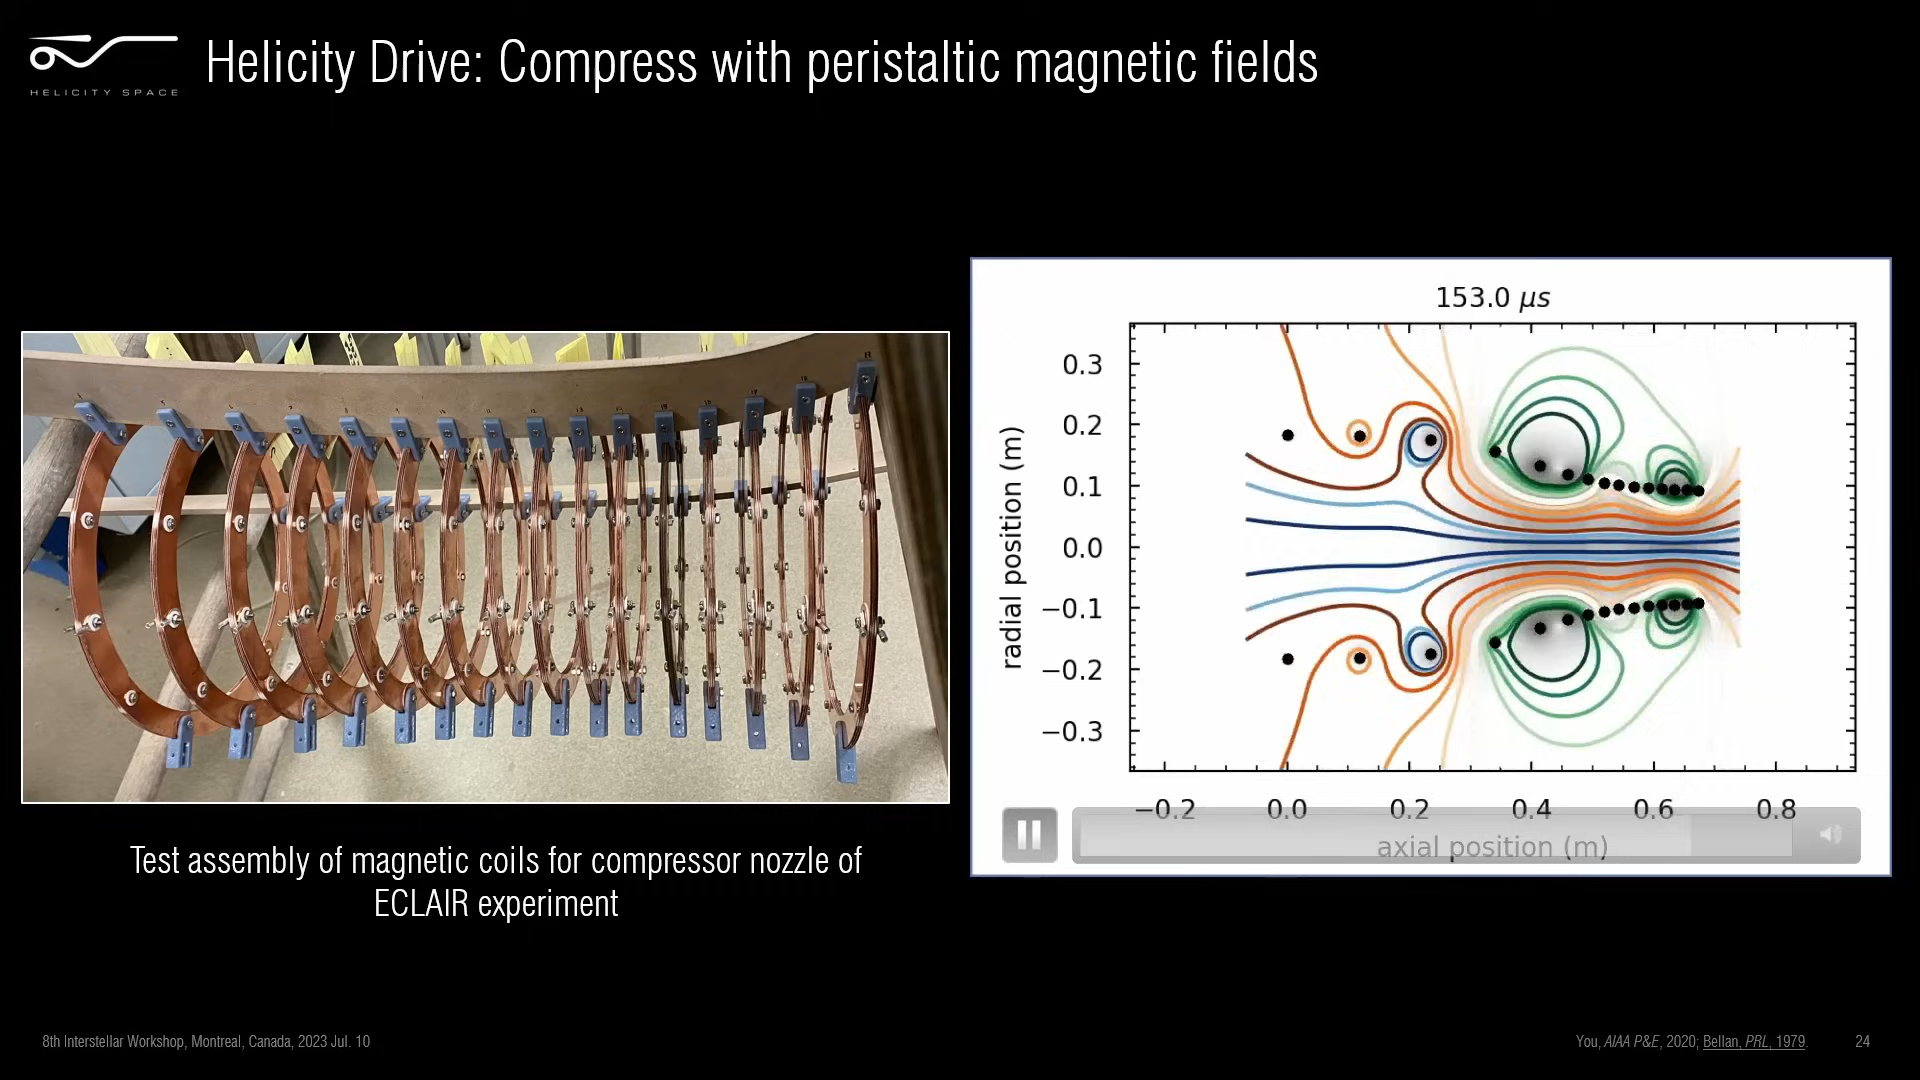 HELICITY SPACE
Helicity Drive: Compress with peristaltic magnetic fields
153.0 μs
0.3
0.2
0.1
0.0
−0.1
−0.2
−0.3
radial position (m)
−0.2 0.0 0.2 0.4 0.6 0.8
axial position (m)
Test assembly of magnetic coils for compressor nozzle of
ECLAIR experiment
8th Interstellar Workshop, Montreal, Canada, 2023 Jul. 10
You, AIAA P&E, 2020; Bellan, PRL, 1979.
24